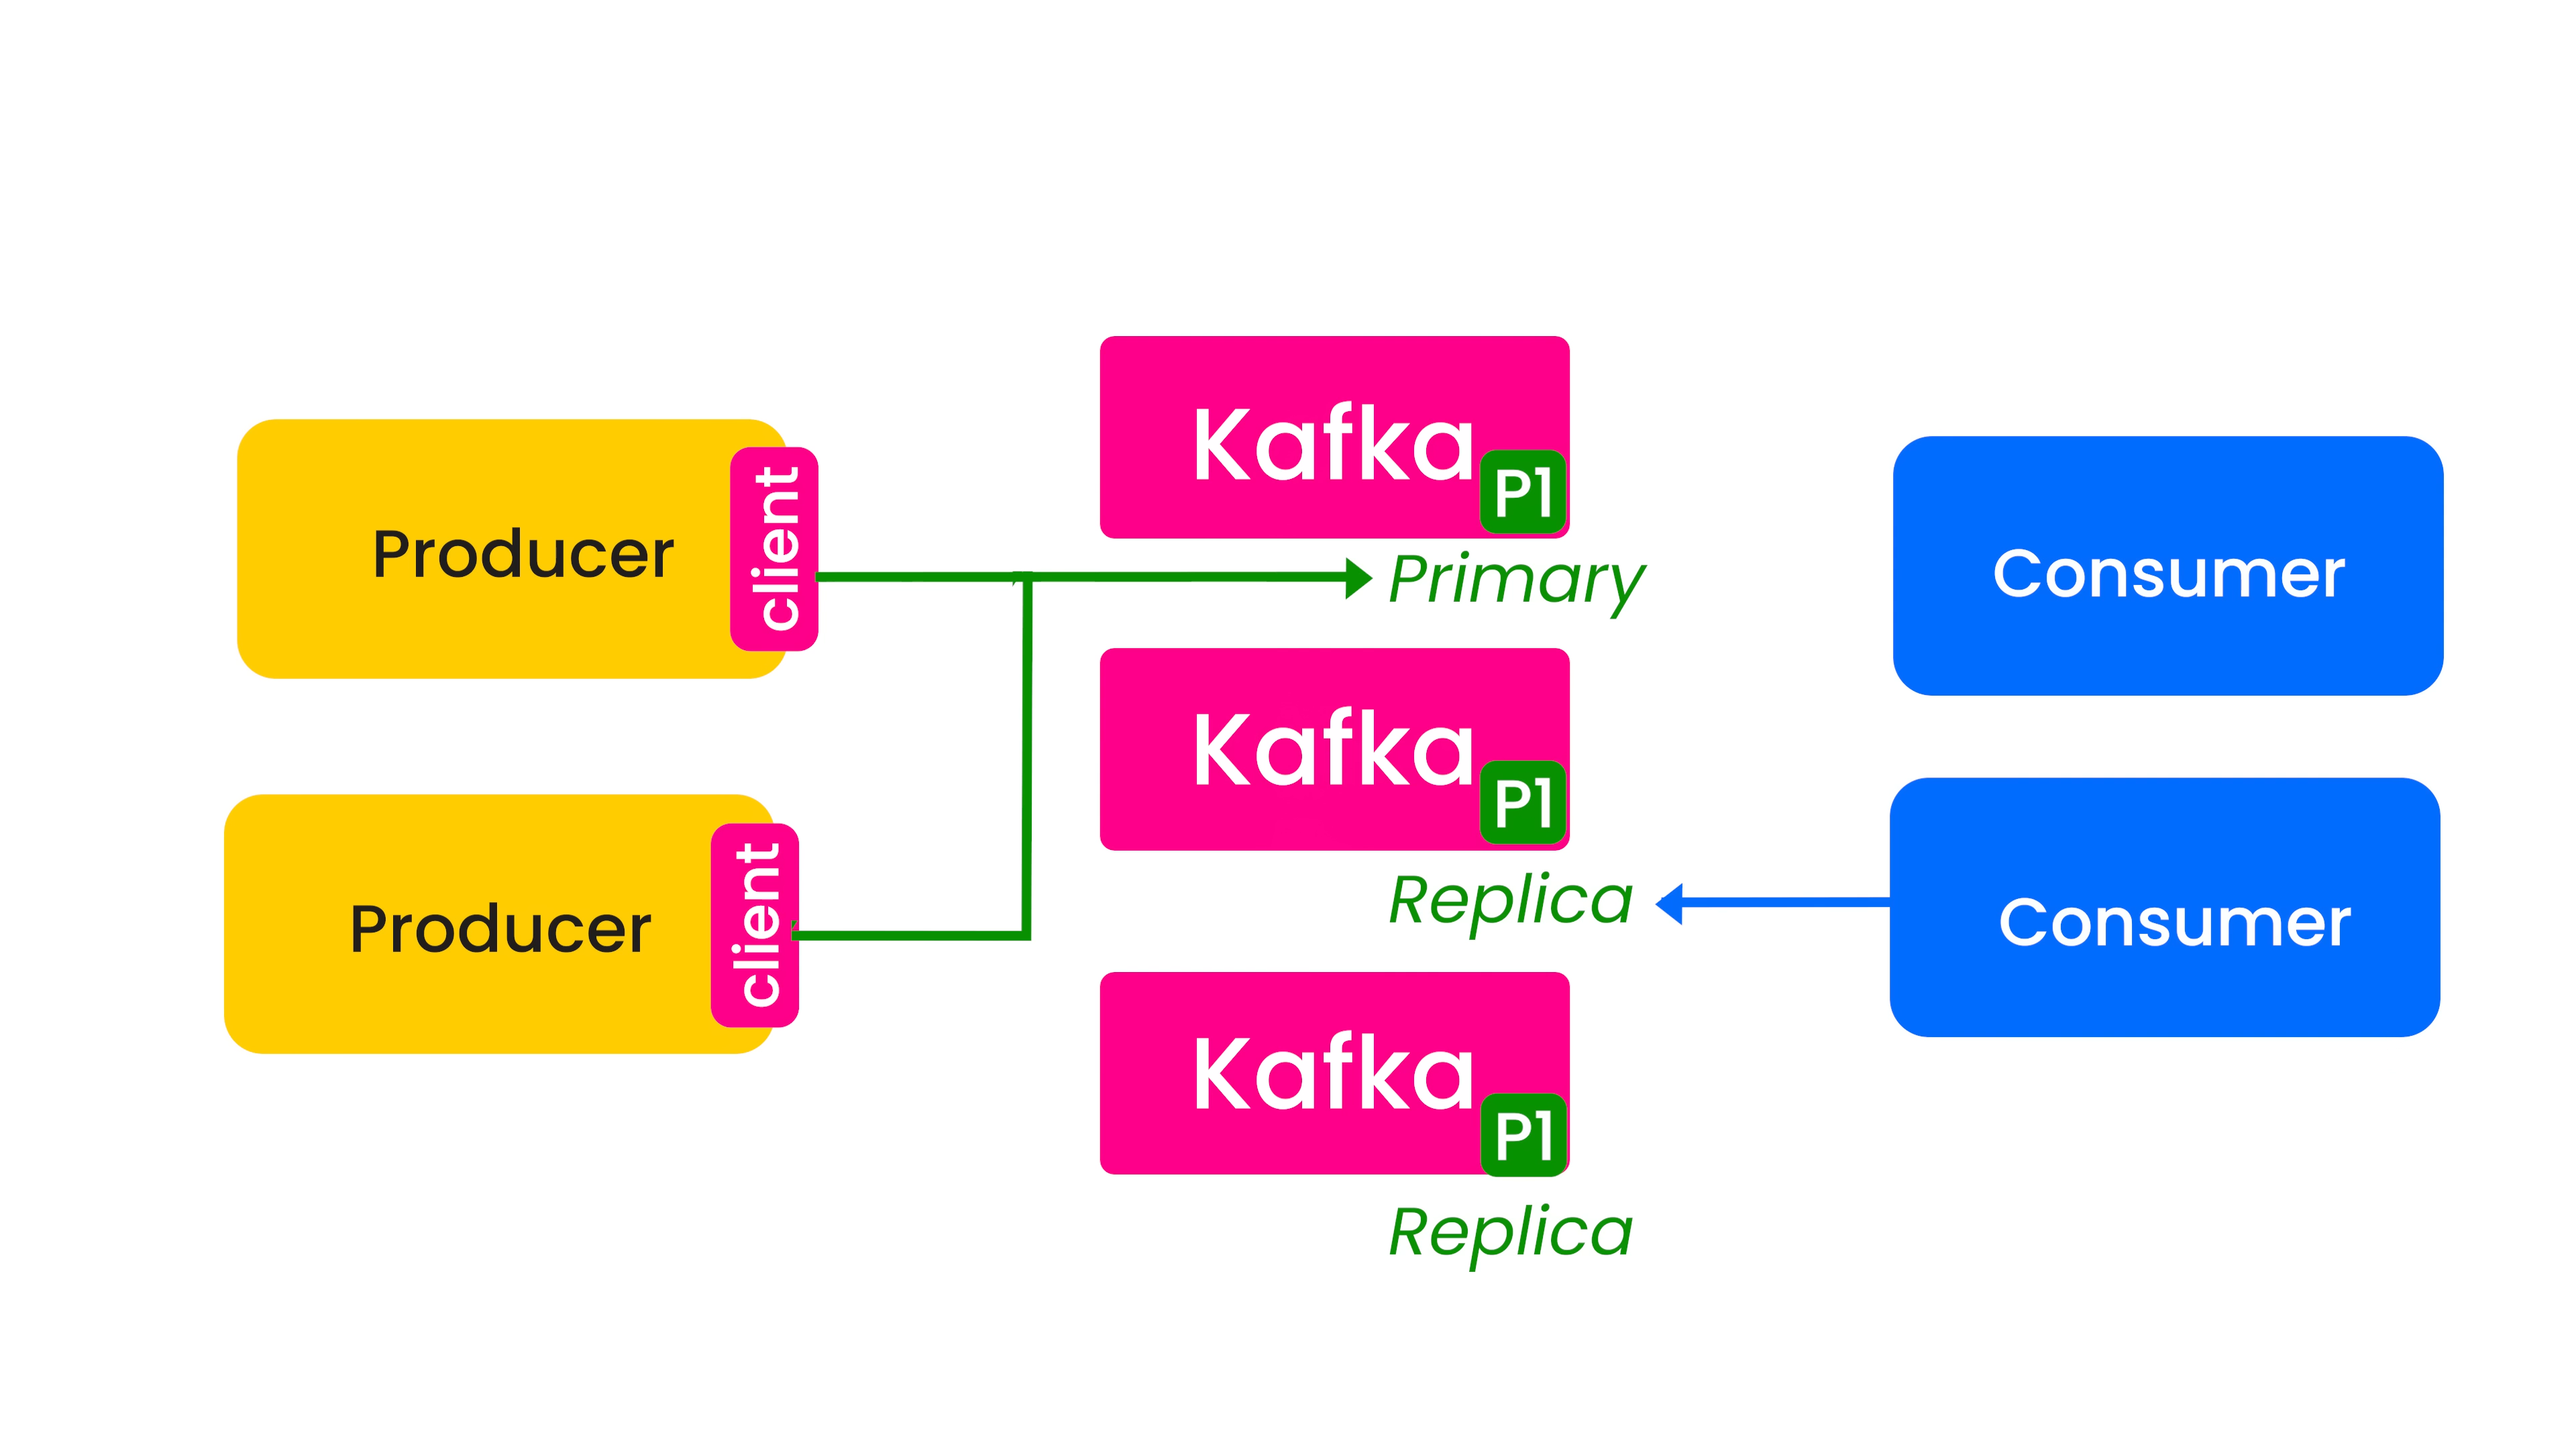 Producer
client
Producer
client
Kafka
P1
Primary
Kafka
P1
Replica
Kafka
P1
Replica
Consumer
Consumer